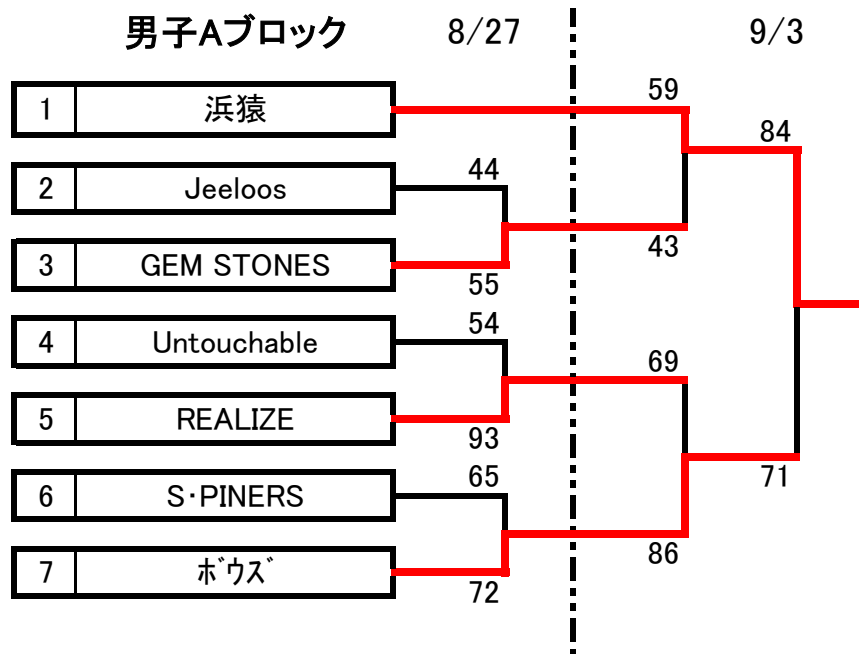 男子Aブロック 8/27 9/3
59
1 浜猿
84
44
2 Jeeloos
43
3 GEM STONES
55
54
4 Untouchable
69
5 REALIZE
93
65
71
6 S・PINERS
86
7 ﾎﾞｳｽﾞ
72